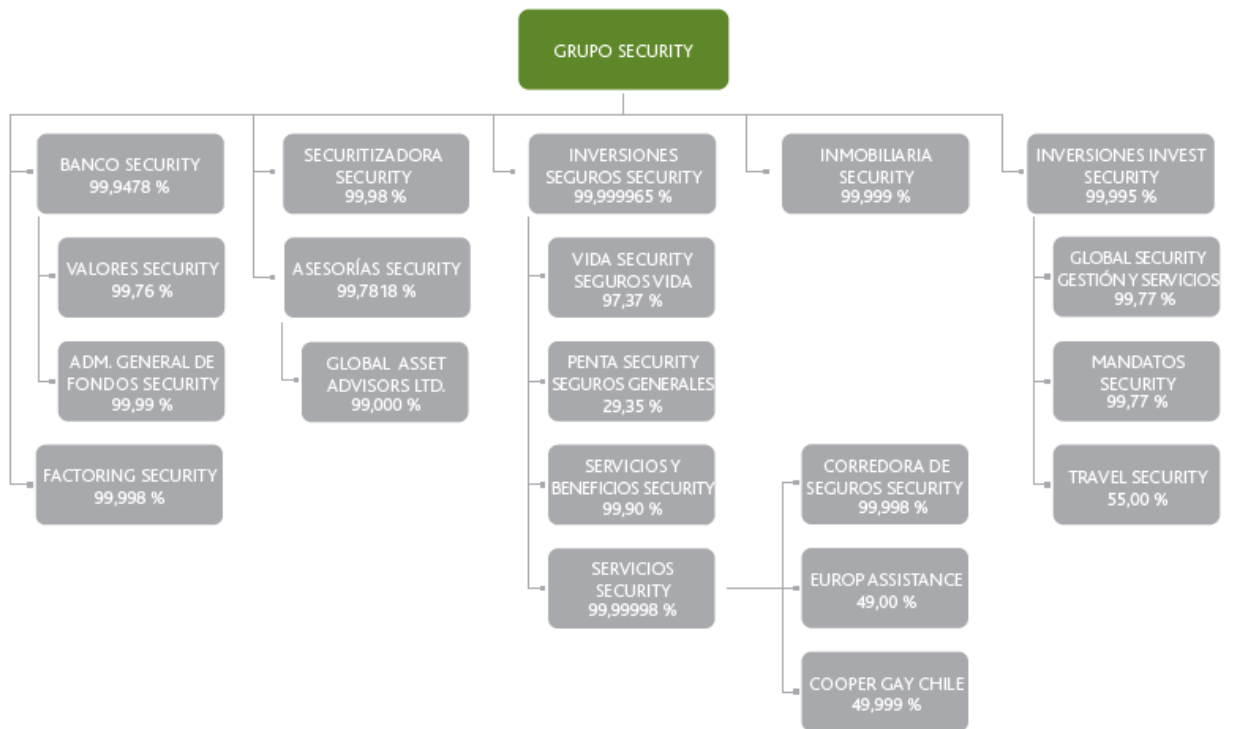 GRUPO SECURITY
BANCO SECURITY
99,9478 %
VALORES SECURITY
99,76 %
ADM. GENERAL DE
FONDOS SECURITY
99,99 %
FACTORING SECURITY
99,998 %
SECURITIZADORA
SECURITY
99,98 %
ASESORÍAS SECURITY
99,7818 %
GLOBAL ASSET
ADVISORS LTD.
99,000 %
INVERSIONES
SEGUROS SECURITY
99,999965 %
VIDA SECURITY
SEGUROS VIDA
97,37 %
PENTA SECURITY
SEGUROS GENERALES
29,35 %
SERVICIOS Y
BENEFICIOS SECURITY
99,90 %
SERVICIOS
SECURITY
99,99998 %
CORREDORA DE
SEGUROS SECURITY
99,998 %
EUROP ASSISTANCE
49,00 %
COOPER GAY CHILE
49,999 %
INMOBILIARIA
SECURITY
99,999 %
INVERSIONES INVEST
SECURITY
99,995 %
GLOBAL SECURITY
GESTIÓN Y SERVICIOS
99,77 %
MANDATOS
SECURITY
99,77 %
TRAVEL SECURITY
55,00 %